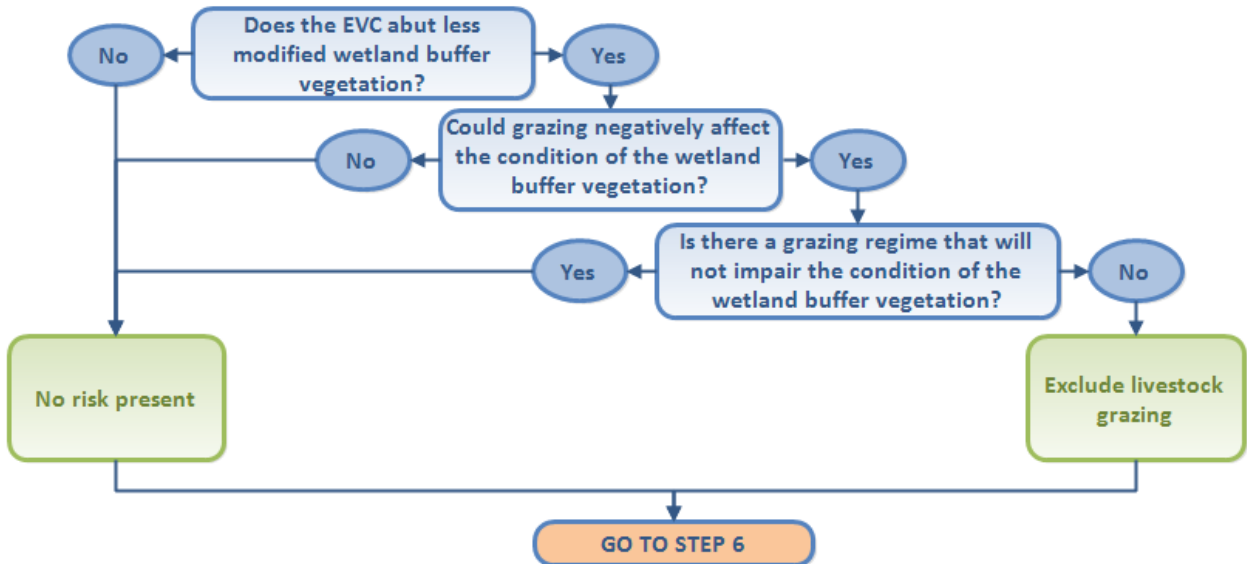 Does the EVC abut less
modified wetland buffer
vegetation?
No
Yes
Could grazing negatively affect
the condition of the wetland
buffer vegetation?
No
Yes
Is there a grazing regime that will
not impair the condition of the
wetland buffer vegetation?
Yes
No
No risk present
Exclude livestock
grazing
GO TO STEP 6